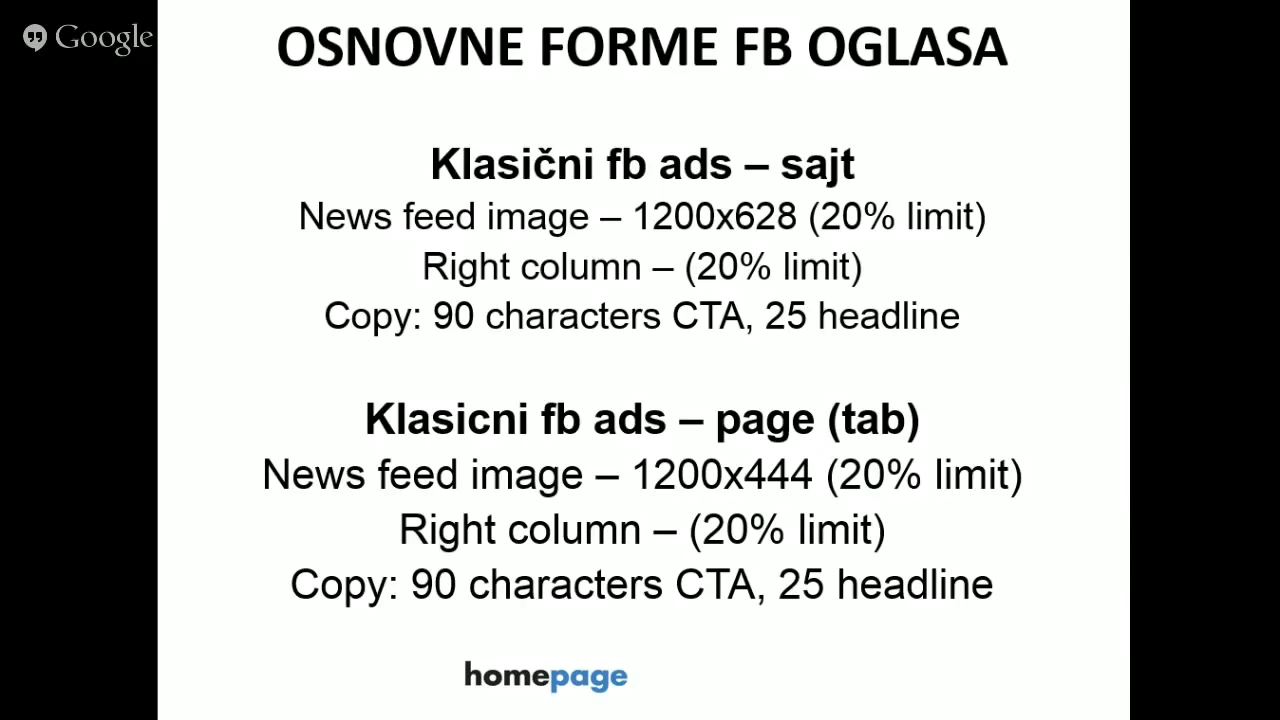 Google
OSNOVNE FORME FB OGLASA
Klasični fb ads – sajt
News feed image – 1200x628 (20% limit)
Right column – (20% limit)
Copy: 90 characters CTA, 25 headline
Klasicni fb ads – page (tab)
News feed image – 1200x444 (20% limit)
Right column – (20% limit)
Copy: 90 characters CTA, 25 headline
homepage